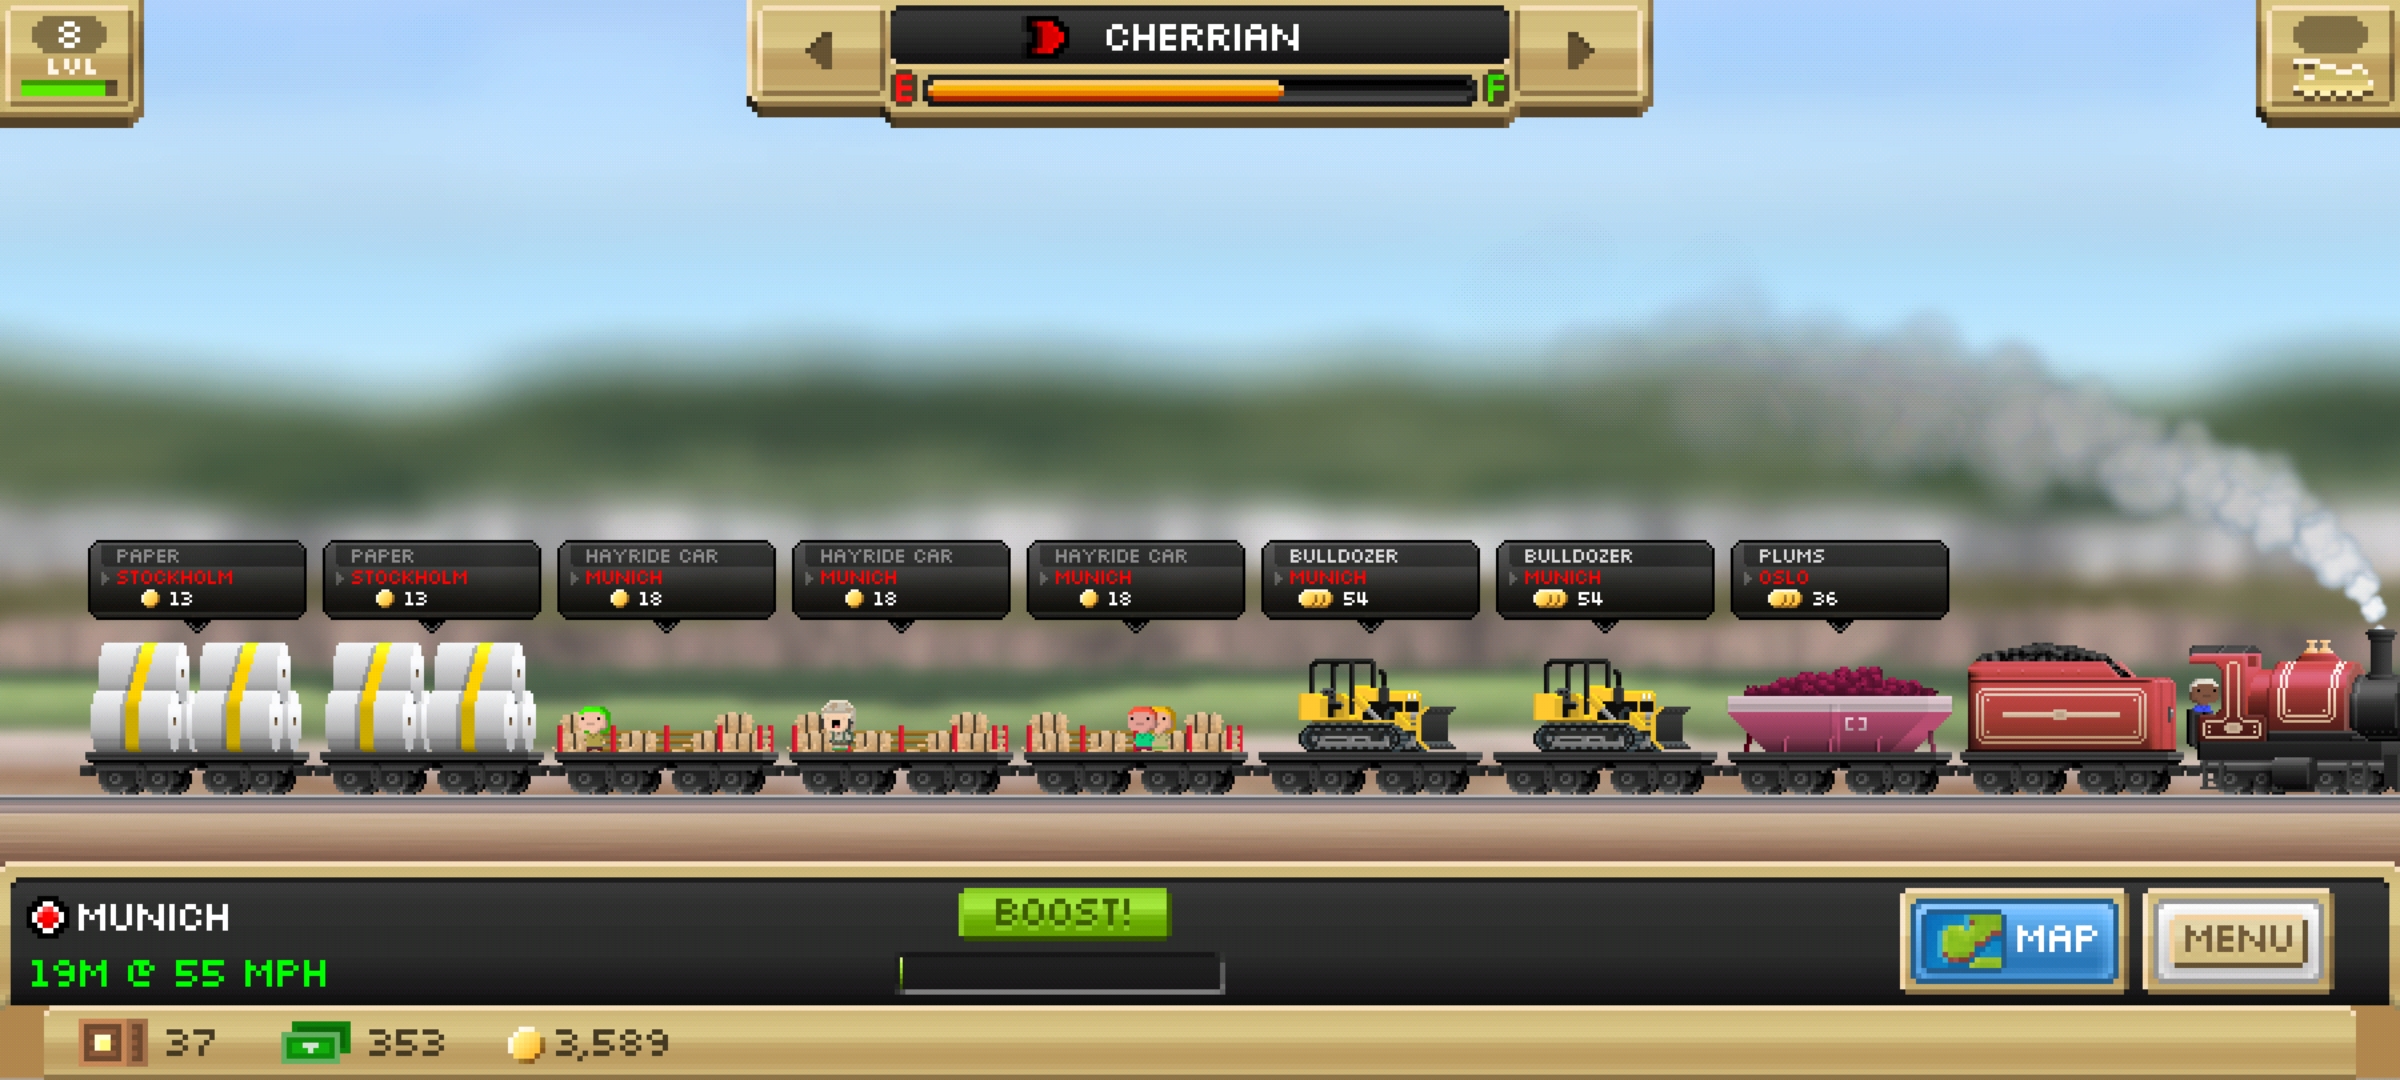 8
LVL
CHERRIAN
E F
PAPER
STOCKHOLM
13
PAPER
STOCKHOLM
13
HAYRIDE CAR
MUNICH
18
HAYRIDE CAR
MUNICH
18
HAYRIDE CAR
MUNICH
18
BULLDOZER
MUNICH
54
BULLDOZER
MUNICH
54
PLUMS
OSLO
36
MUNICH
19M @ 55 MPH
BOOST!
MAP
MENU
37 353 3,589